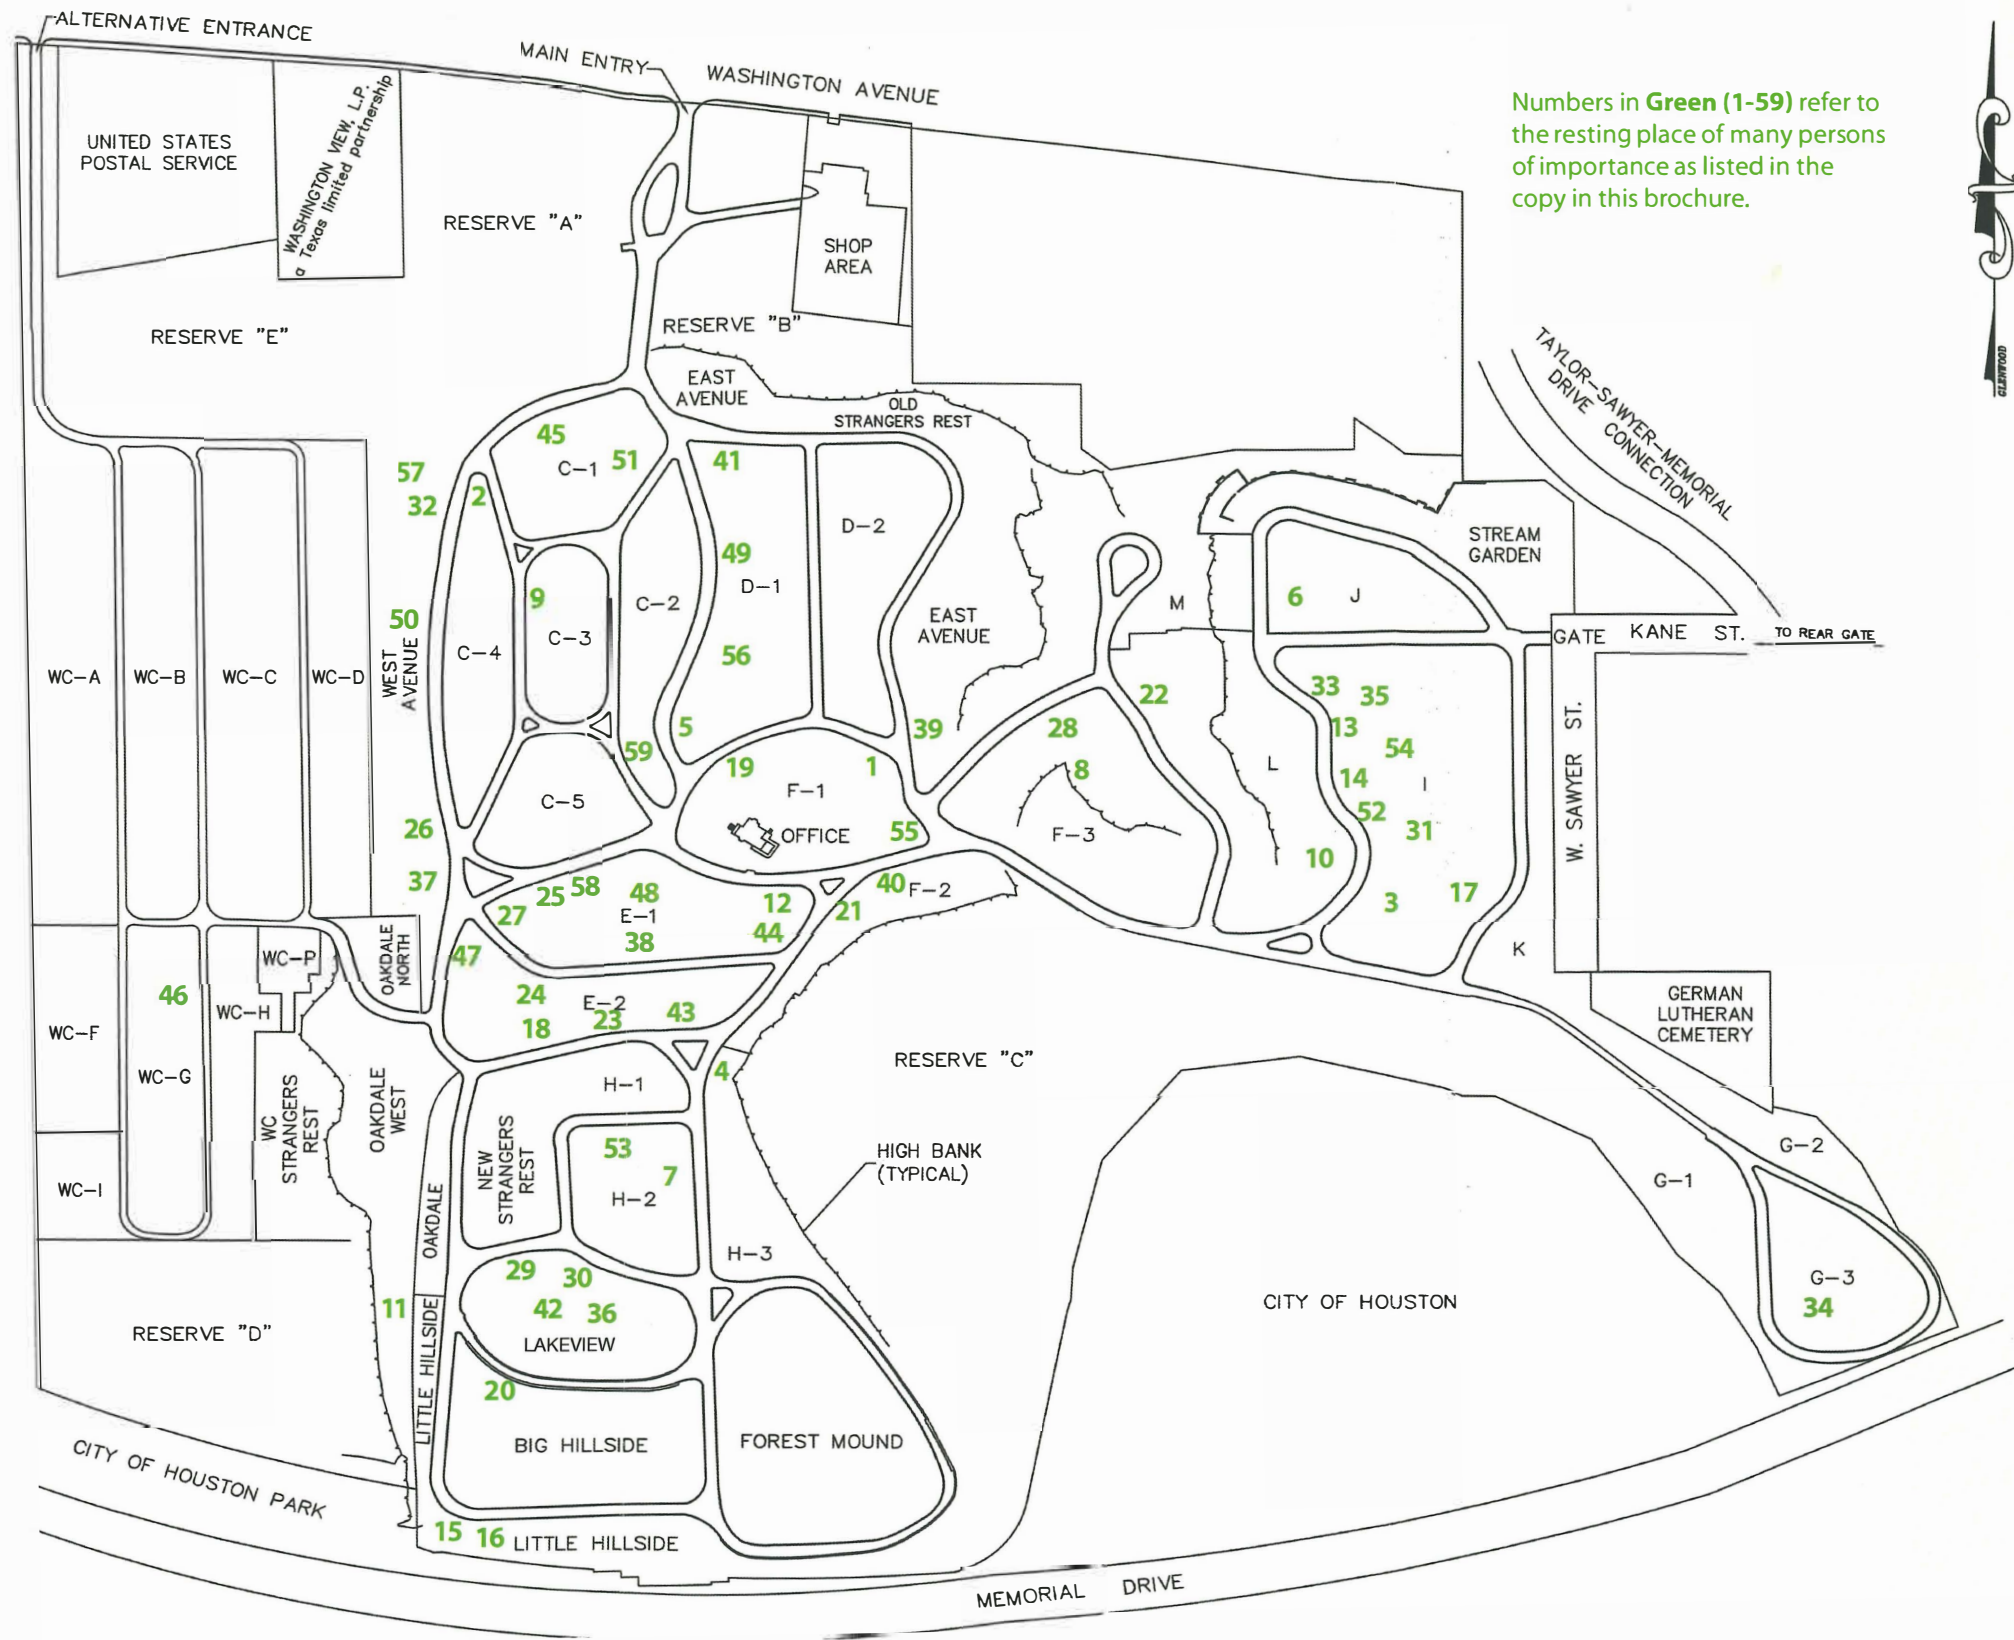 ALTERNATIVE ENTRANCE
MAIN ENTRY
WASHINGTON AVENUE
Numbers in Green (1-59) refer to
the resting place of many persons
of importance as listed in the
copy in this brochure.
GLENWOOD
UNITED STATES
POSTAL SERVICE
WASHINGTON VIEW, L.P.
a Texas limited partnership
RESERVE "A"
SHOP
AREA
RESERVE "E"
RESERVE "B"
EAST
AVENUE
OLD
STRANGERS REST
TAYLOR-SAWYER-MEMORIAL
DRIVE CONNECTION
45
C-1
51
41
57
32
2
D-2
STREAM
GARDEN
49
D-1
9
C-2
C-3
50
C-4
EAST
AVENUE
M
6
J
GATE
KANE ST.
TO REAR GATE
WC-A
WC-B
WC-C
WC-D
WEST
AVENUE
56
5
59
39
22
28
8
33
35
13
54
14
I
52
31
L
10
3
17
K
W. SAWYER ST.
19
1
F-1
OFFICE
55
C-5
F-3
26
37
25
58
48
E-1
27
38
12
44
40
F-2
21
47
OAKDALE
NORTH
WC-P
46
WC-H
WC-F
WC-G
24
E-2
23
18
43
4
RESERVE "C"
GERMAN
LUTHERAN
CEMETERY
H-1
OAKDALE
WEST
WC
STRANGERS
REST
NEW
STRANGERS
REST
53
7
H-2
HIGH BANK
(TYPICAL)
WC-I
OAKDALE
H-3
G-1
G-2
G-3
34
29
30
42
36
LAKEVIEW
11
LITTLE HILLSIDE
RESERVE "D"
CITY OF HOUSTON
20
BIG HILLSIDE
FOREST MOUND
CITY OF HOUSTON PARK
15
16
LITTLE HILLSIDE
MEMORIAL DRIVE